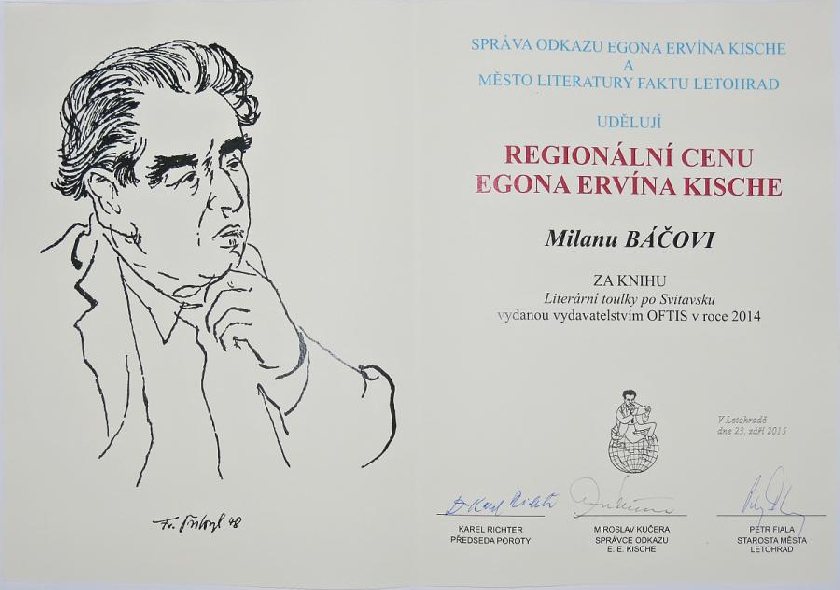 SPRÁVA ODKAZU EGONA ERVÍNA KISCHE
A
MĚSTO LITERATURY FAKTU LETOHRAD
UDĚLUJÍ
REGIONÁLNÍ CENU
EGONA ERVÍNA KISCHE
Milanu BÁČOVI
ZA KNIHU
Literární toulky po Svitavsku
vydanou vydavatelstvím OFTIS v roce 2014
V Letohradě
dne 23. září 2015
KAREL RICHTER
PŘEDSEDA POROTY
MIROSLAV KUČERA
SPRÁVCE ODKAZU
E. E. KISCHE
PETR FIALA
STAROSTA MĚSTA
LETOHRAD